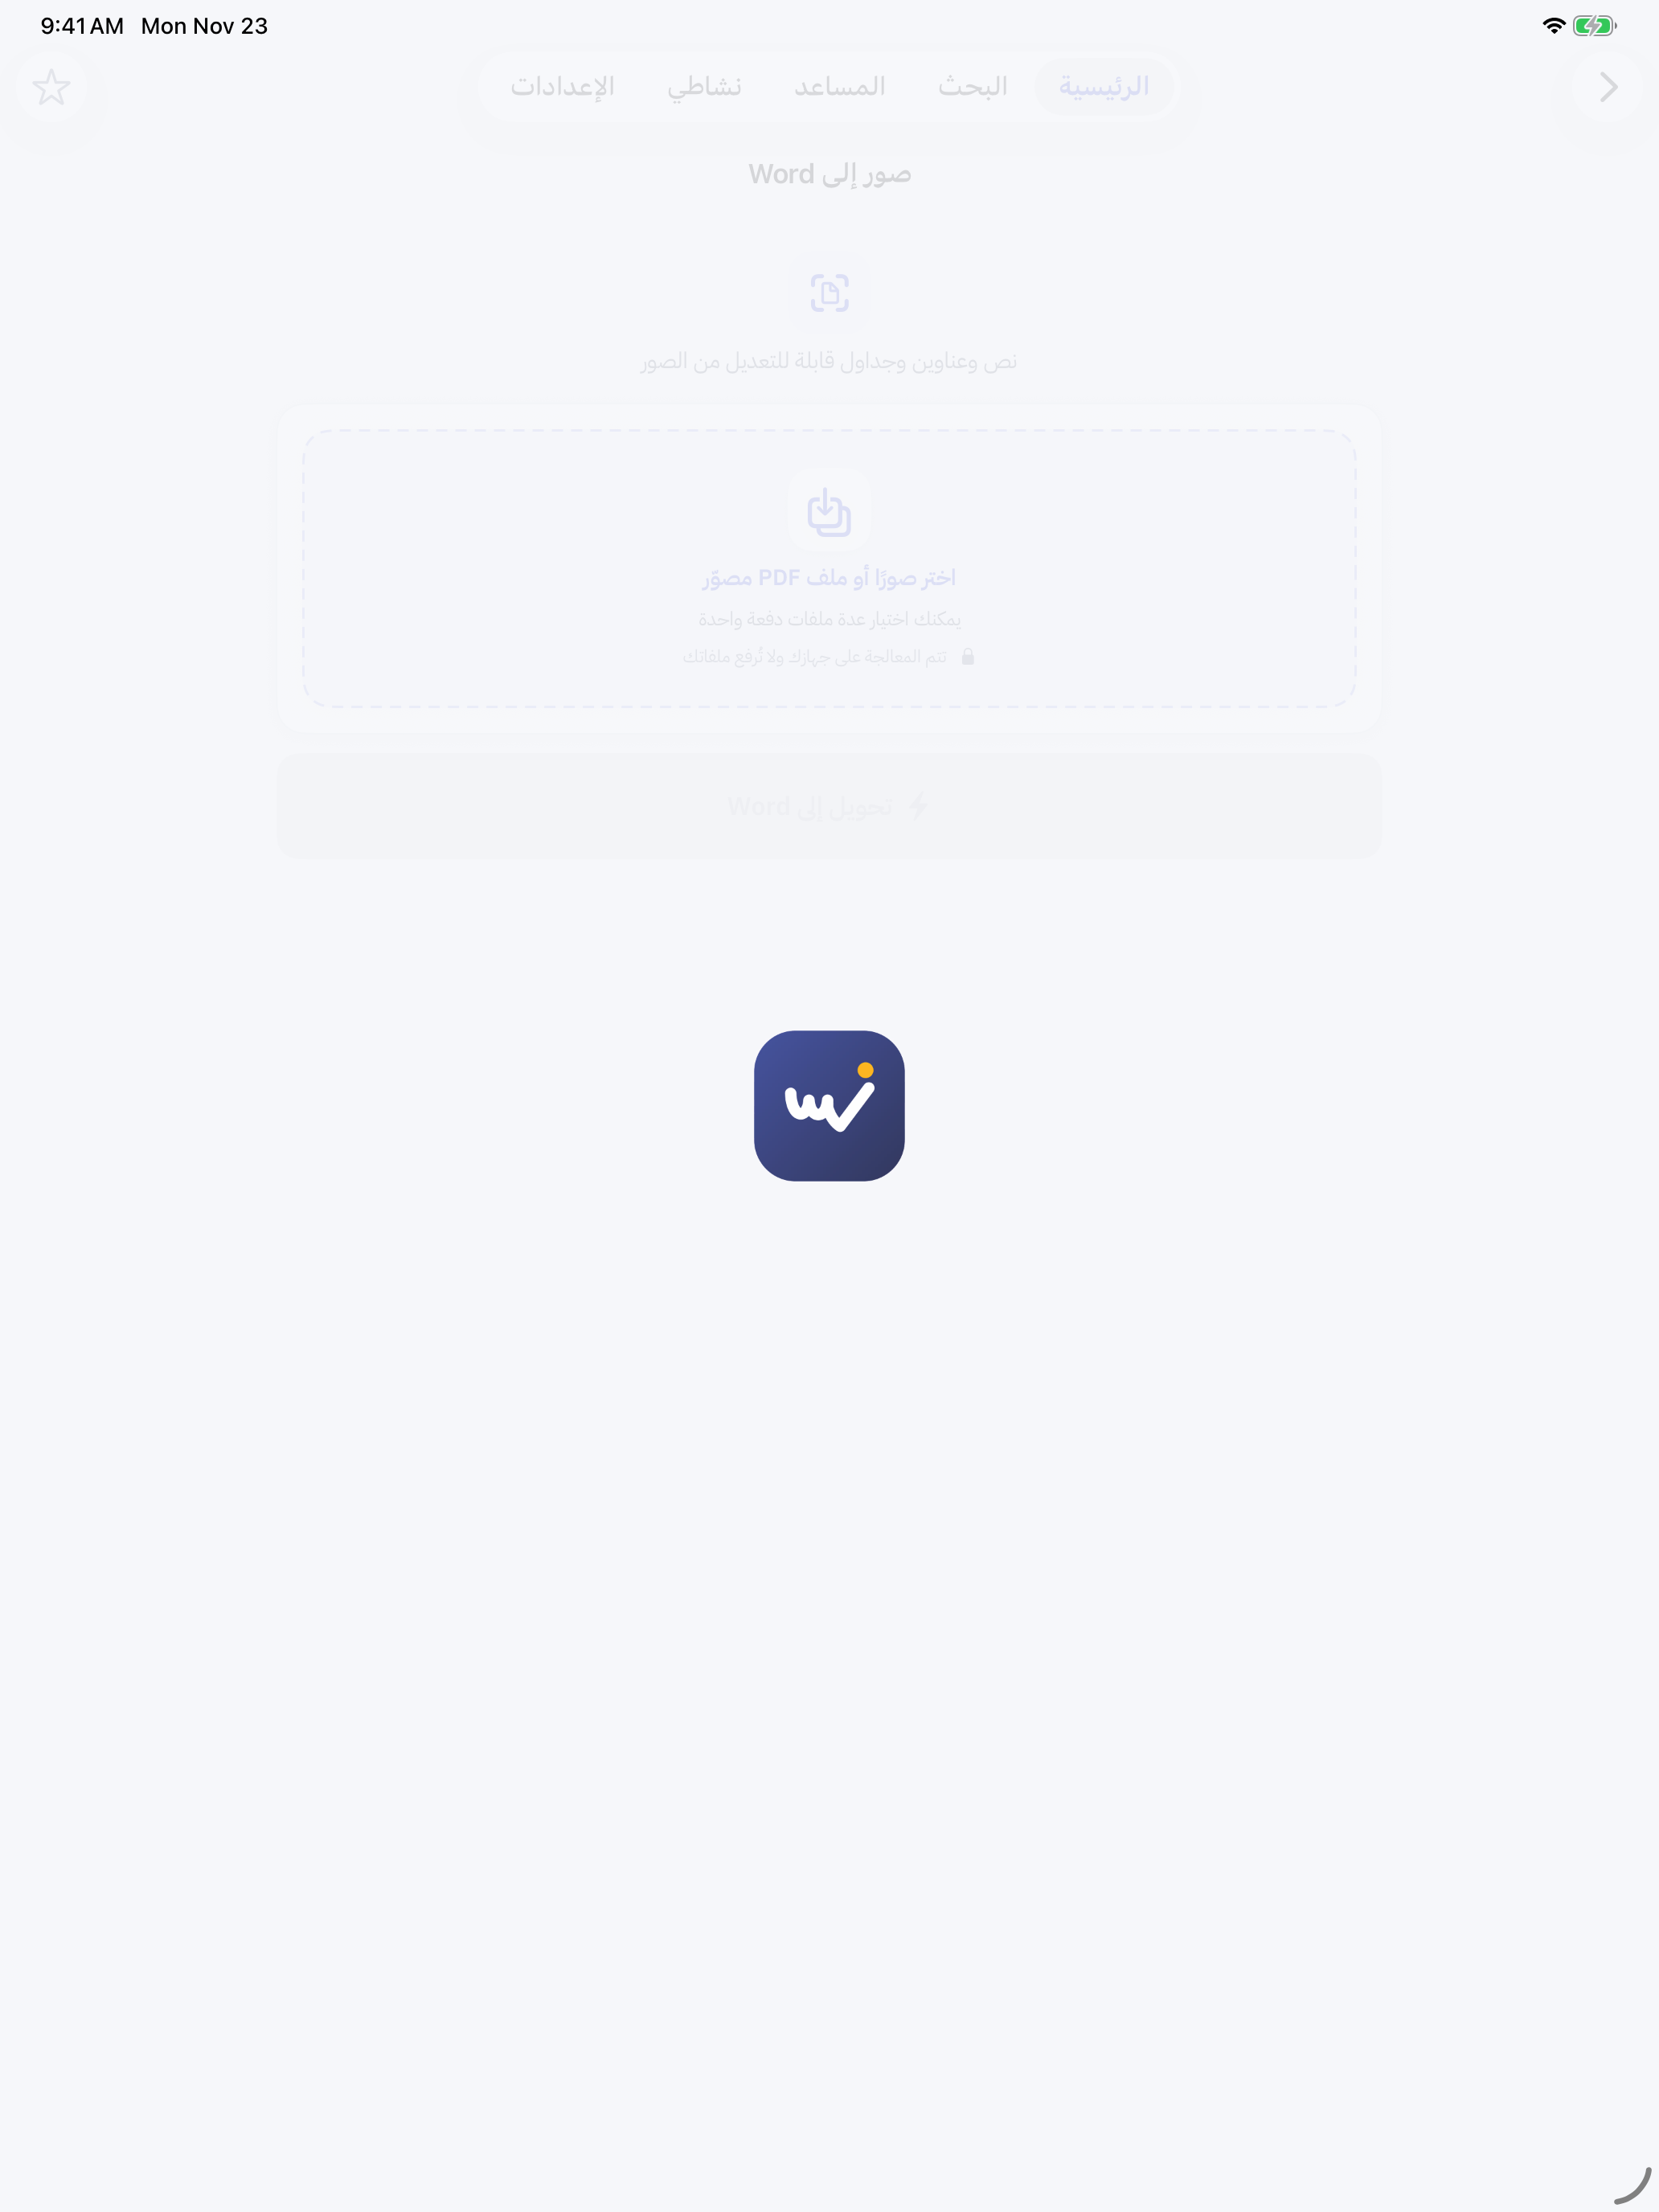 9:41 AM Mon Nov 23
الرئيسية البحث المساعد نشاطي الإعدادات
صور إلى Word
نص وعناوين وجداول قابلة للتعديل من الصور
اختر صورًا أو ملف PDF مصوّر
يمكنك اختيار عدة ملفات دفعة واحدة
تتم المعالجة على جهازك ولا تُرفع ملفاتك
تحويل إلى Word